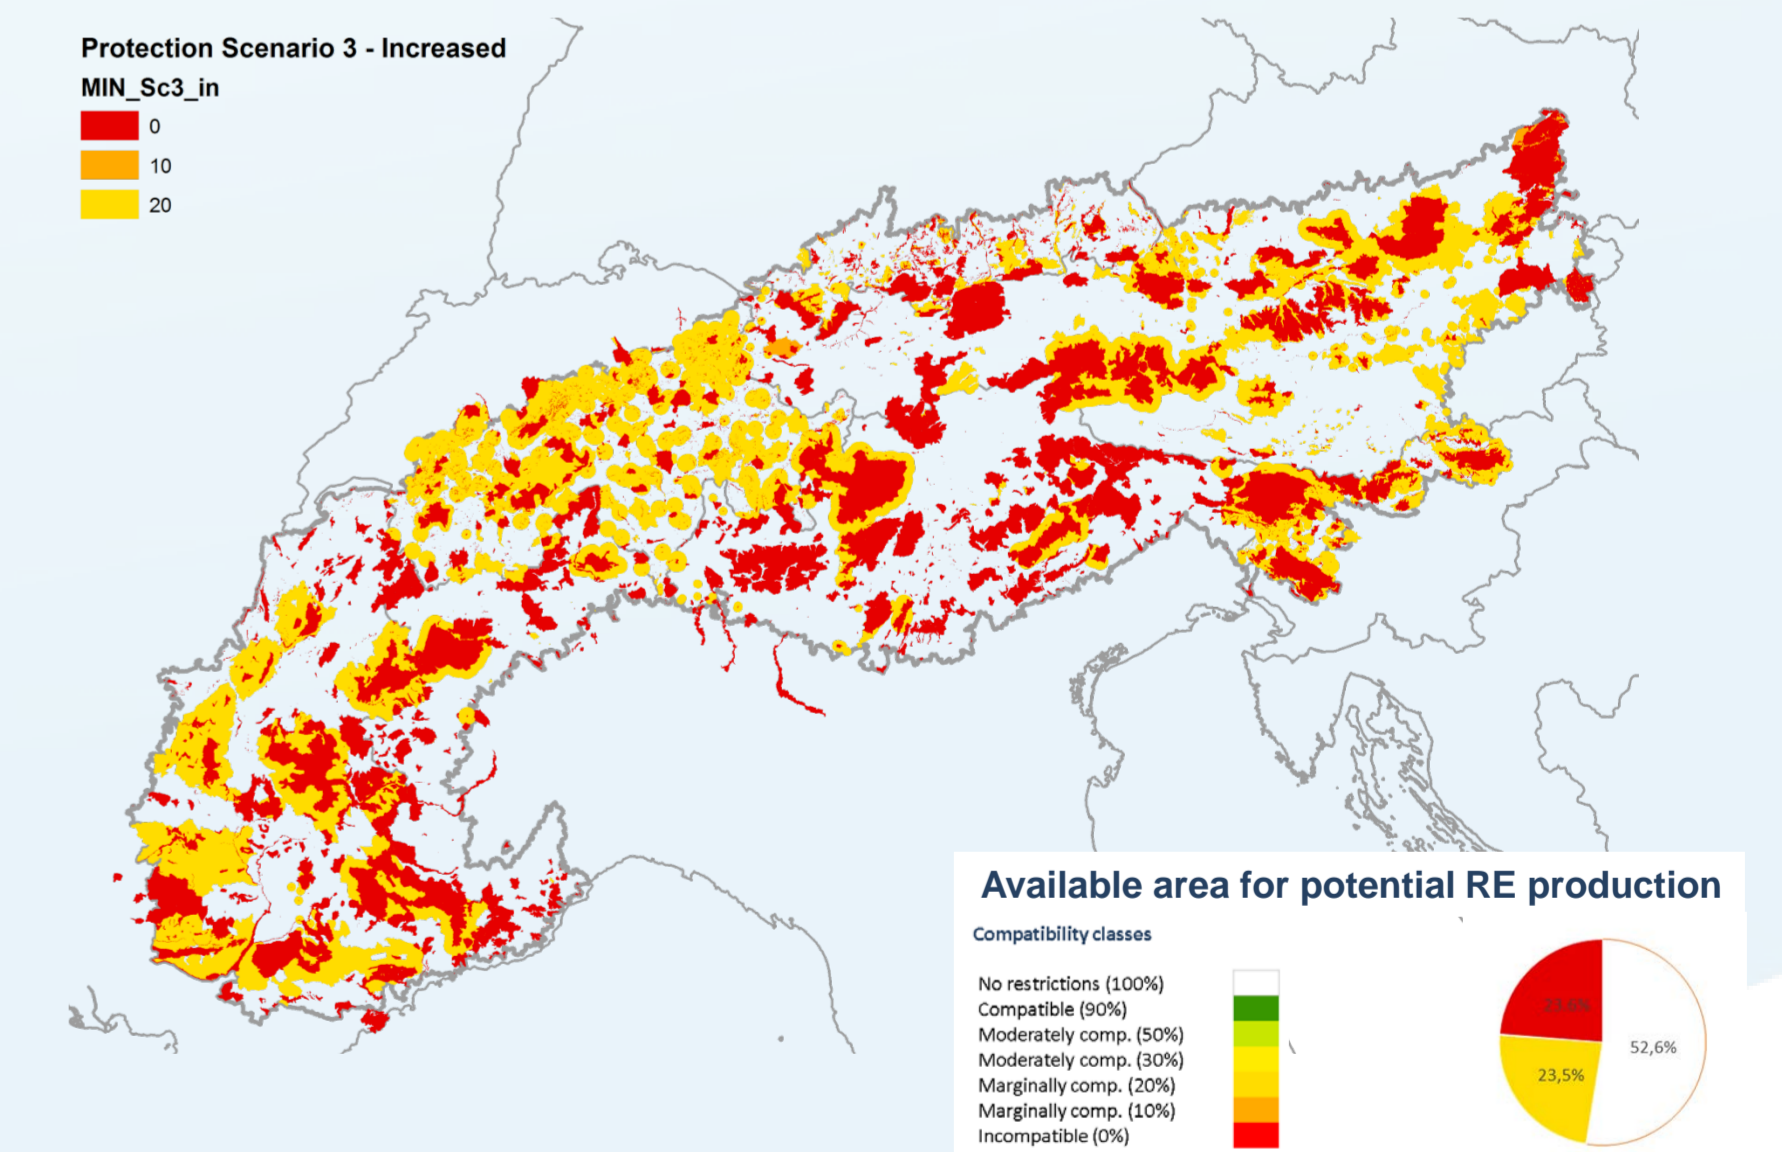 Protection Scenario 3 - Increased
MIN_Sc3_in
0
10
20
Available area for potential RE production
Compatibility classes
No restrictions (100%)
Compatible (90%)
Moderately comp. (50%)
Moderately comp. (30%)
Marginally comp. (20%)
Marginally comp. (10%)
Incompatible (0%)
23,6%
52,6%
23,5%